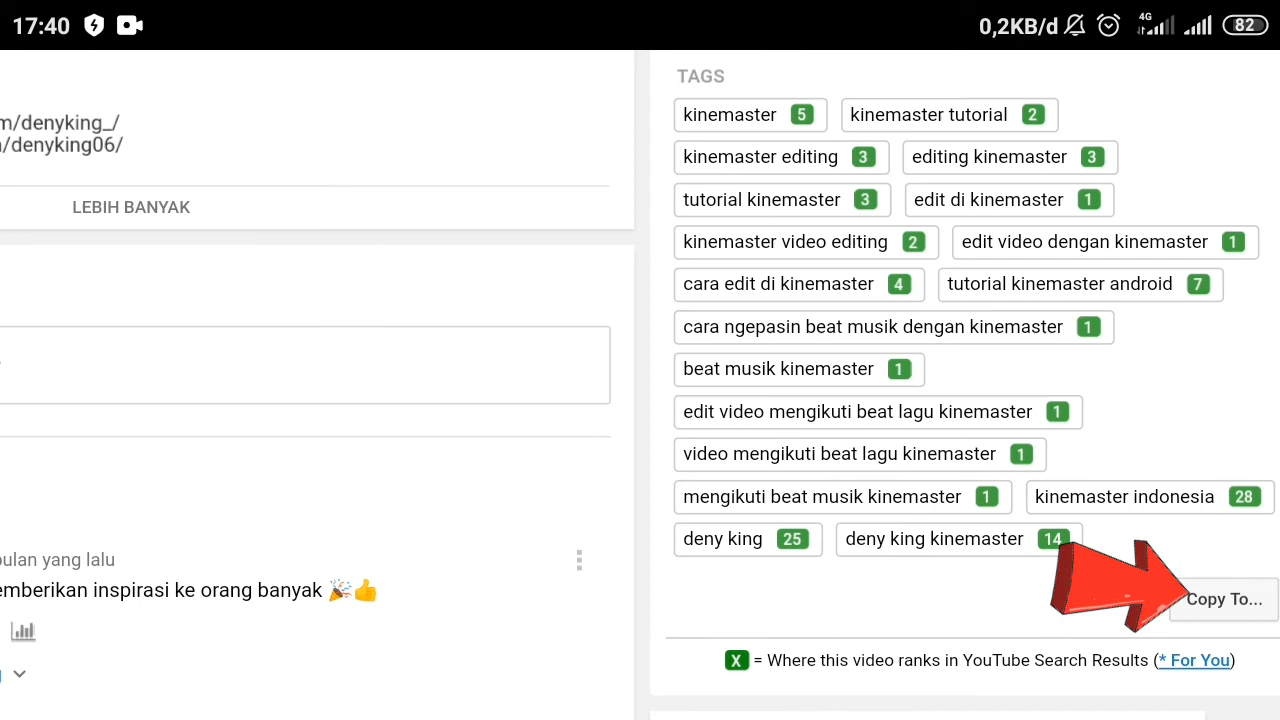 17:40 0,2KB/d 4G 82
m/denyking_/
/denyking06/
LEBIH BANYAK
bulan yang lalu
emberikan inspirasi ke orang banyak 🎉👍
TAGS
kinemaster 5 kinemaster tutorial 2
kinemaster editing 3 editing kinemaster 3
tutorial kinemaster 3 edit di kinemaster 1
kinemaster video editing 2 edit video dengan kinemaster 1
cara edit di kinemaster 4 tutorial kinemaster android 7
cara ngepasin beat musik dengan kinemaster 1
beat musik kinemaster 1
edit video mengikuti beat lagu kinemaster 1
video mengikuti beat lagu kinemaster 1
mengikuti beat musik kinemaster 1 kinemaster indonesia 28
deny king 25 deny king kinemaster 14
Copy To...
X = Where this video ranks in YouTube Search Results (* For You)